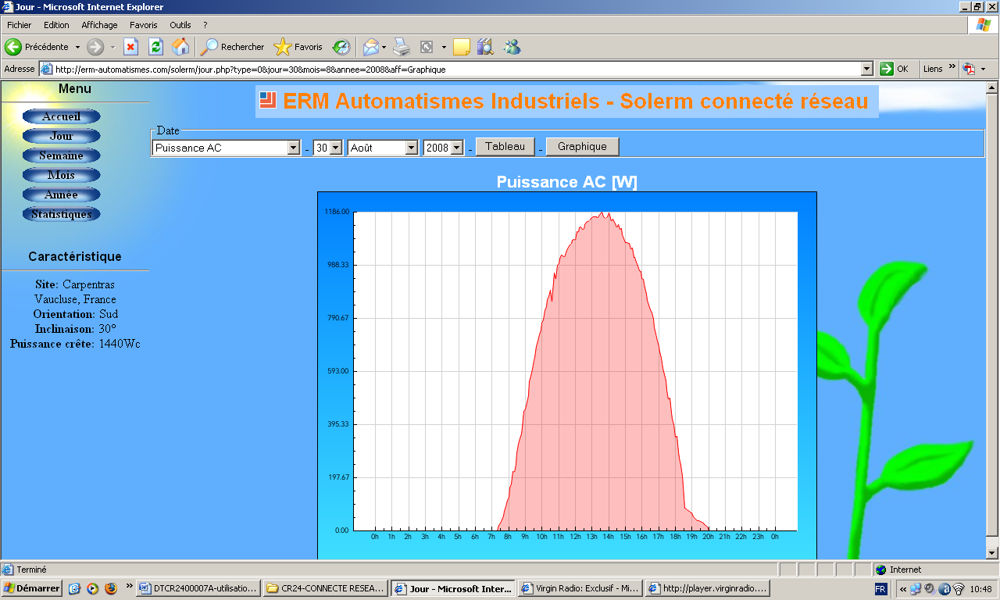 Jour - Microsoft Internet Explorer
Fichier Edition Affichage Favoris Outils ?
Précédente Rechercher Favoris
Adresse http://erm-automatismes.com/solerm/jour.php?type=0&jour=30&mois=8&annee=2008&aff=Graphique OK Liens »
Menu
Accueil
Jour
Semaine
Mois
Année
Statistiques
Caractéristique
Site: Carpentras
Vaucluse, France
Orientation: Sud
Inclinaison: 30°
Puissance crête: 1440Wc
ERM Automatismes Industriels - Solerm connecté réseau
Date
Puissance AC - 30 Août 2008 - Tableau - Graphique
Puissance AC [W]
1186.00
988.33
790.67
593.00
395.33
197.67
0.00
0h 1h 2h 3h 4h 5h 6h 7h 8h 9h 10h 11h 12h 13h 14h 15h 16h 17h 18h 19h 20h 21h 22h 23h 0h
Terminé Internet
Démarrer » DTCR2400007A-utilisatio... CR24-CONNECTE RESEA... Jour - Microsoft Inter... Virgin Radio: Exclusif - Mi... http://player.virginradio.... FR « 10:48